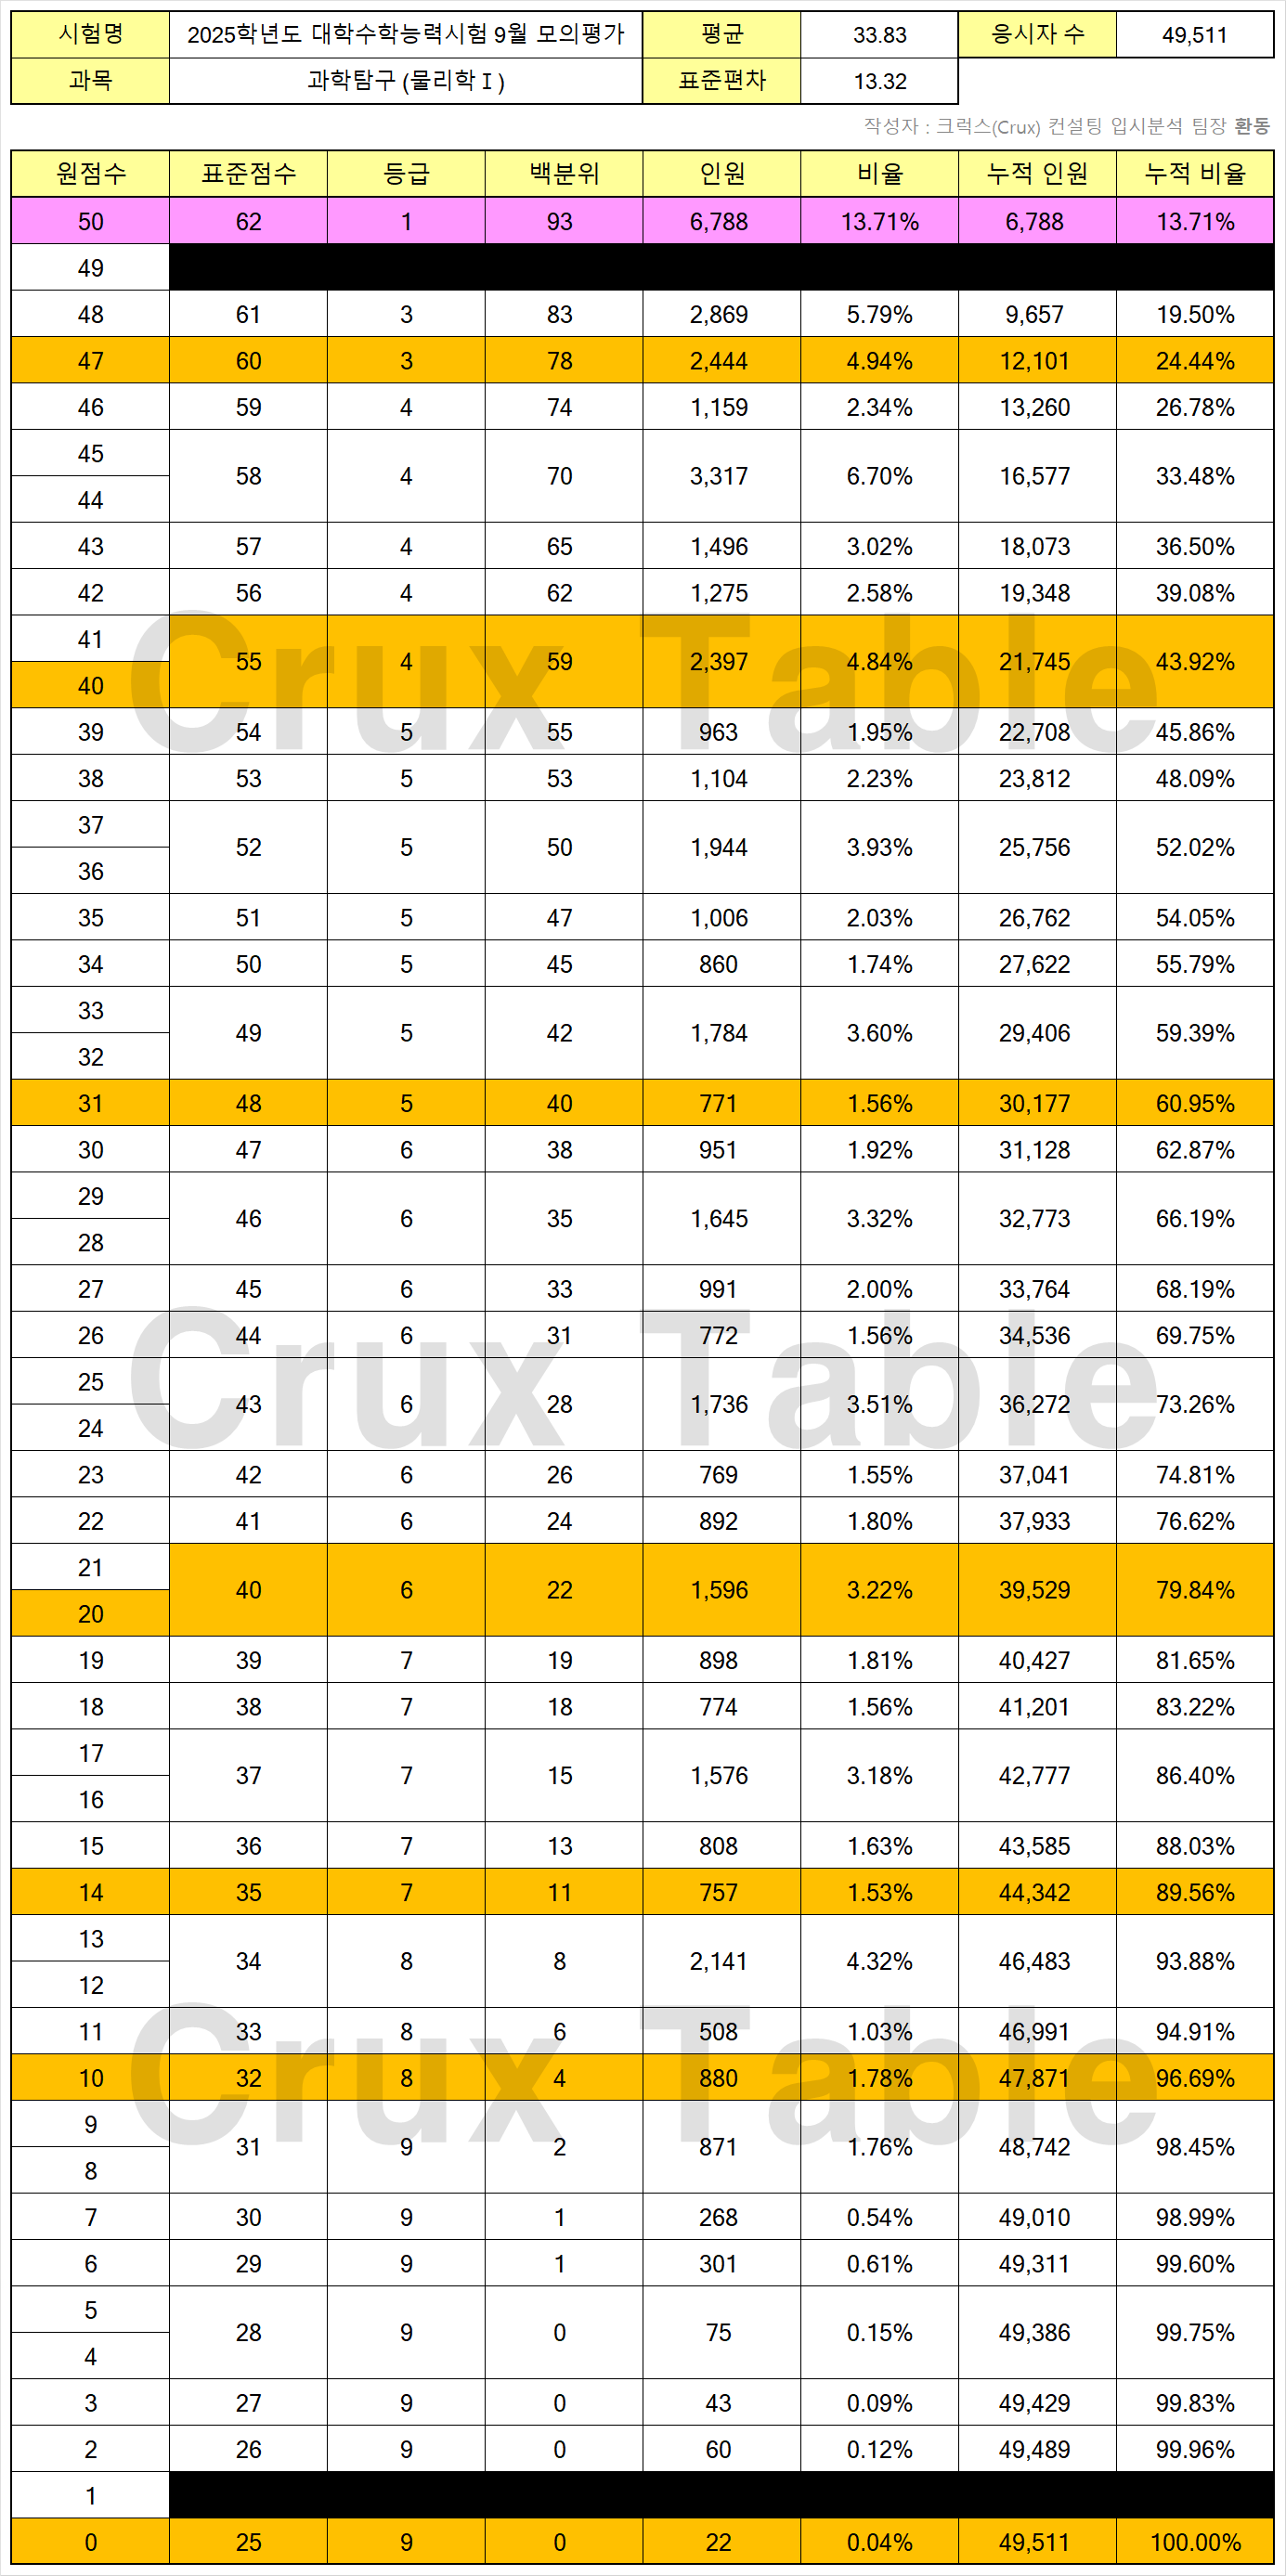 시험명 2025학년도 대학수학능력시험 9월 모의평가 평균 33.83 응시자 수 49,511
과목 과학탐구 (물리학 I) 표준편차 13.32
작성자 : 크럭스(Crux) 컨설팅 입시분석 팀장 환동
원점수 표준점수 등급 백분위 인원 비율 누적 인원 누적 비율
50 62 1 93 6,788 13.71% 6,788 13.71%
49
48 61 3 83 2,869 5.79% 9,657 19.50%
47 60 3 78 2,444 4.94% 12,101 24.44%
46 59 4 74 1,159 2.34% 13,260 26.78%
45
58 4 70 3,317 6.70% 16,577 33.48%
44
43 57 4 65 1,496 3.02% 18,073 36.50%
42 56 4 62 1,275 2.58% 19,348 39.08%
41
55 4 59 2,397 4.84% 21,745 43.92%
40
Crux Table
39 54 5 55 963 1.95% 22,708 45.86%
38 53 5 53 1,104 2.23% 23,812 48.09%
37
52 5 50 1,944 3.93% 25,756 52.02%
36
35 51 5 47 1,006 2.03% 26,762 54.05%
34 50 5 45 860 1.74% 27,622 55.79%
33
49 5 42 1,784 3.60% 29,406 59.39%
32
31 48 5 40 771 1.56% 30,177 60.95%
30 47 6 38 951 1.92% 31,128 62.87%
29
46 6 35 1,645 3.32% 32,773 66.19%
28
27 45 6 33 991 2.00% 33,764 68.19%
26 44 6 31 772 1.56% 34,536 69.75%
Crux Table
25
43 6 28 1,736 3.51% 36,272 73.26%
24
23 42 6 26 769 1.55% 37,041 74.81%
22 41 6 24 892 1.80% 37,933 76.62%
21
40 6 22 1,596 3.22% 39,529 79.84%
20
19 39 7 19 898 1.81% 40,427 81.65%
18 38 7 18 774 1.56% 41,201 83.22%
17
37 7 15 1,576 3.18% 42,777 86.40%
16
15 36 7 13 808 1.63% 43,585 88.03%
14 35 7 11 757 1.53% 44,342 89.56%
13
34 8 8 2,141 4.32% 46,483 93.88%
12
11 33 8 6 508 1.03% 46,991 94.91%
Crux Table
10 32 8 4 880 1.78% 47,871 96.69%
9
31 9 2 871 1.76% 48,742 98.45%
8
7 30 9 1 268 0.54% 49,010 98.99%
6 29 9 1 301 0.61% 49,311 99.60%
5
28 9 0 75 0.15% 49,386 99.75%
4
3 27 9 0 43 0.09% 49,429 99.83%
2 26 9 0 60 0.12% 49,489 99.96%
1
0 25 9 0 22 0.04% 49,511 100.00%